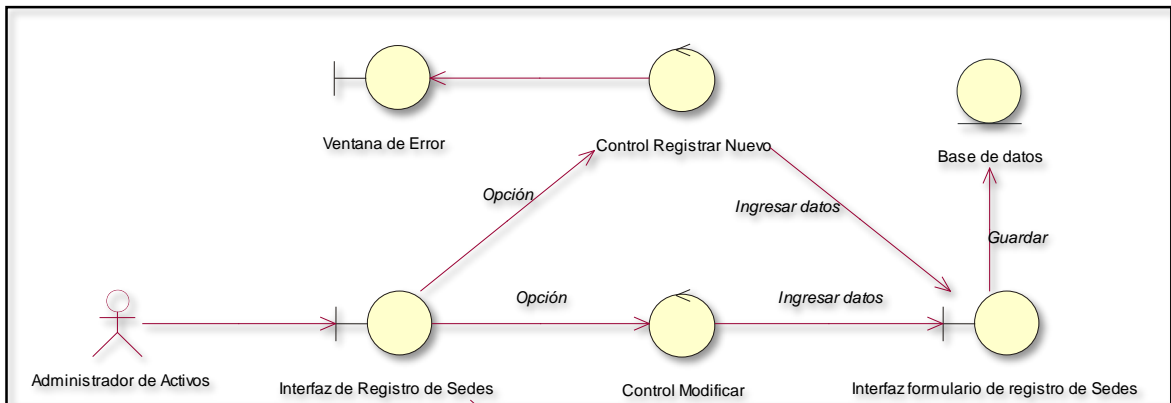 Ventana de Error
Control Registrar Nuevo
Base de datos
Opción
Ingresar datos
Guardar
Opción
Ingresar datos
Administrador de Activos
Interfaz de Registro de Sedes
Control Modificar
Interfaz formulario de registro de Sedes